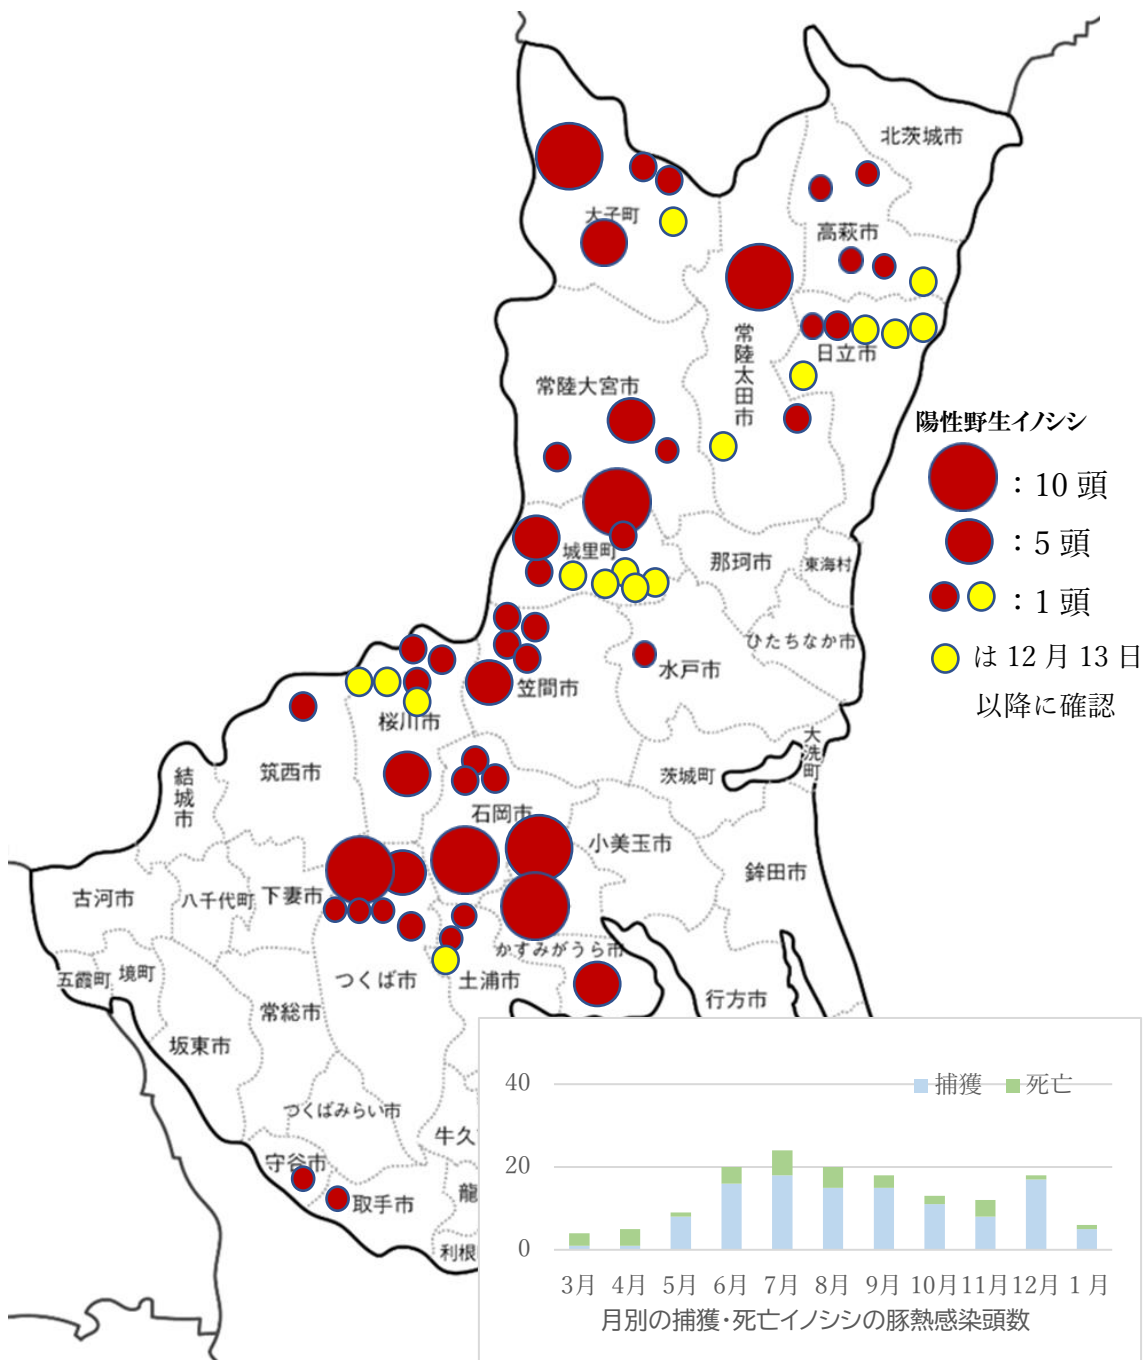 北茨城市
大子町
高萩市
常陸太田市
日立市
常陸大宮市
陽性野生イノシシ
：10 頭
：5 頭
：1 頭
は 12 月 13 日
以降に確認
城里町
那珂市
東海村
ひたちなか市
水戸市
笠間市
桜川市
大洗町
茨城町
筑西市
結城市
石岡市
小美玉市
鉾田市
古河市
八千代町
下妻市
かすみがうら市
五霞町
境町
つくば市
土浦市
行方市
常総市
坂東市
つくばみらい市
牛久
守谷市
取手市
龍
利根
40
20
0
捕獲
死亡
3月 4月 5月 6月 7月 8月 9月 10月 11月 12月 1 月
月別の捕獲・死亡イノシシの豚熱感染頭数